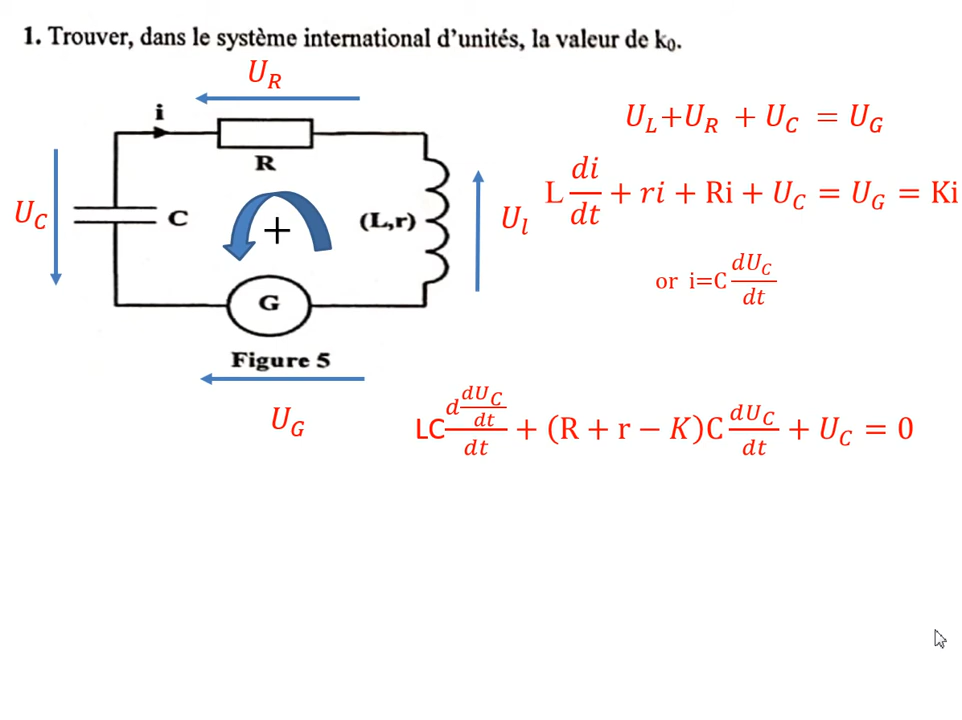 1. Trouver, dans le système international d'unités, la valeur de k₀.
U_R
i
R
U_C
C
+
(L,r)
U_l
G
Figure 5
U_G
U_L+U_R + U_C = U_G
L di/dt + ri + Ri + U_C = U_G = Ki
or i=C dU_C/dt
LC d(dU_C/dt)/dt + (R + r − K)C dU_C/dt + U_C = 0